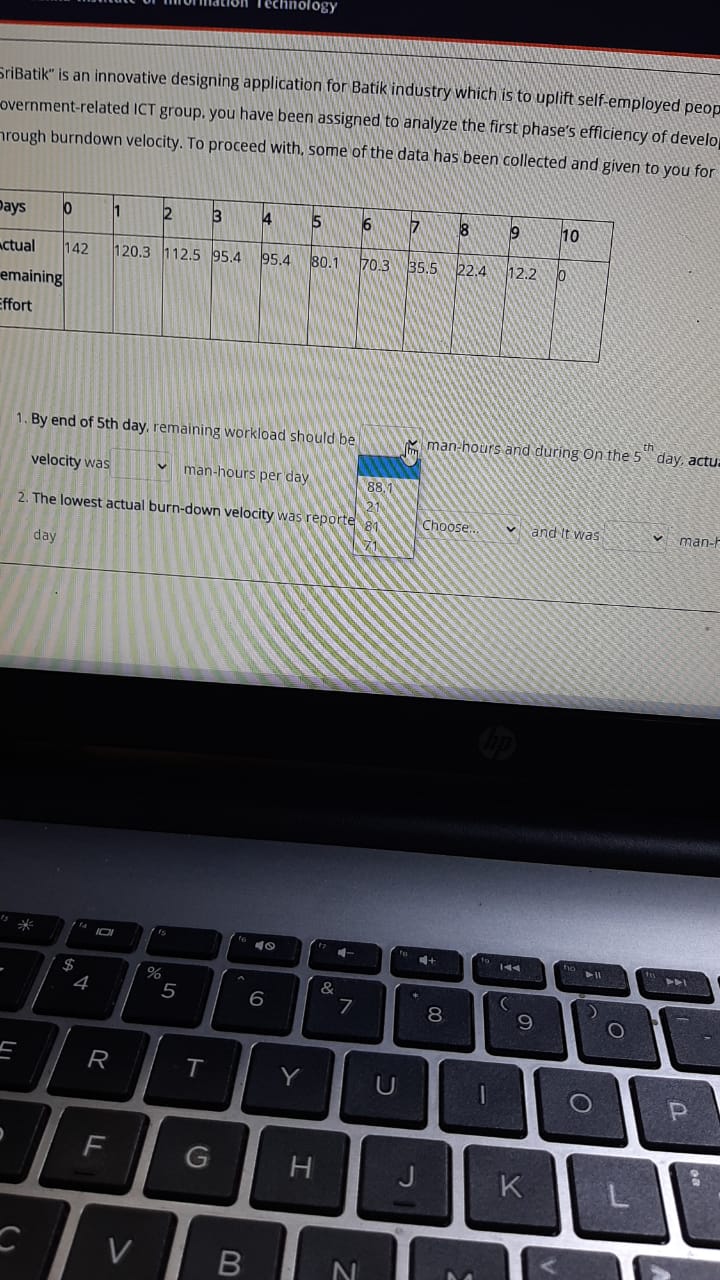 Technology
SriBatik" is an innovative designing application for Batik industry which is to uplift self-employed peop
overnment-related ICT group, you have been assigned to analyze the first phase's efficiency of develo
hrough burndown velocity. To proceed with, some of the data has been collected and given to you for
Days 0 1 2 3 4 5 6 7 8 9 10
Actual 142 120.3 112.5 95.4 95.4 80.1 70.3 35.5 22.4 12.2 0
emaining
Effort
1. By end of 5th day, remaining workload should be man-hours and during On the 5th day, actua
velocity was man-hours per day
88.1
21
81
71
2. The lowest actual burn-down velocity was reporte Choose... and It was man-h
day
hp
f4 f5 f6 f7 f8 f9 f10 f11
$ 4 % 5 ^ 6 & 7 * 8 ( 9 ) O
E R T Y U I O P
F G H J K L
C V B N M <